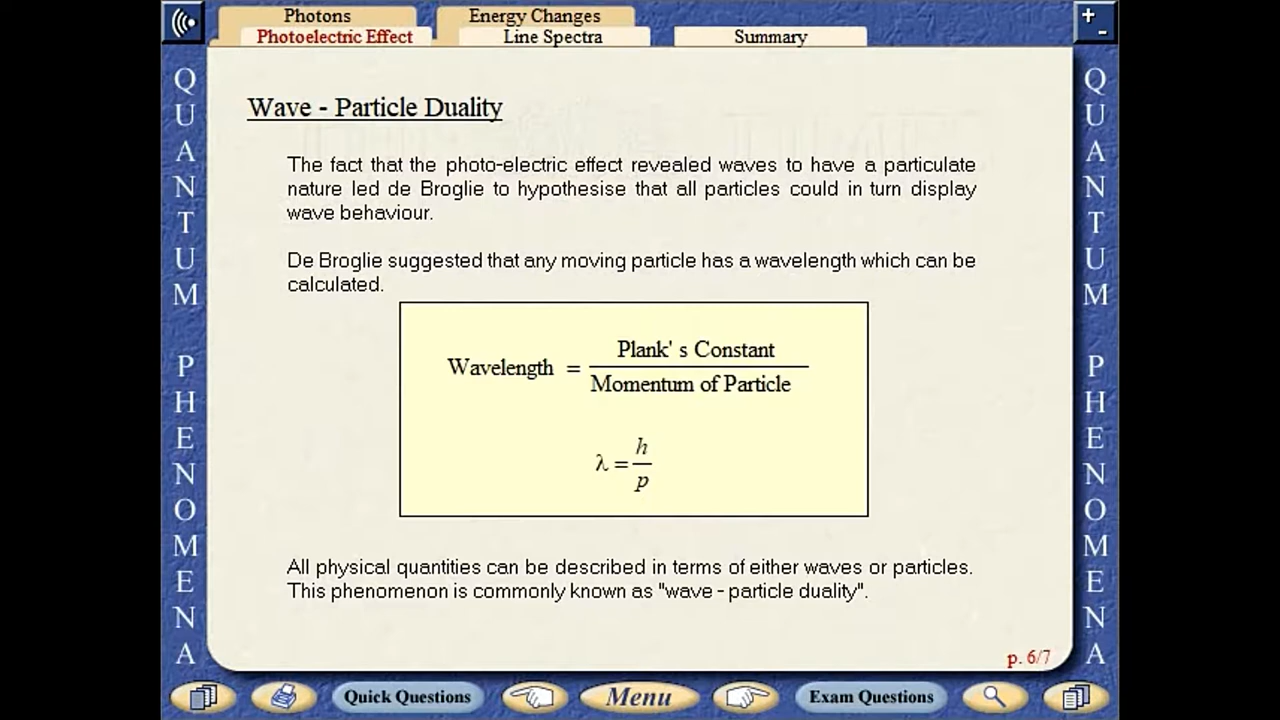 Photons
Energy Changes
+
-
Photoelectric Effect
Line Spectra
Summary
QUANTUM PHENOMENA
QUANTUM PHENOMENA
Wave - Particle Duality
The fact that the photo-electric effect revealed waves to have a particulate
nature led de Broglie to hypothesise that all particles could in turn display
wave behaviour.
De Broglie suggested that any moving particle has a wavelength which can be
calculated.
Wavelength = Plank' s Constant / Momentum of Particle
λ = h / p
All physical quantities can be described in terms of either waves or particles.
This phenomenon is commonly known as "wave - particle duality".
p. 6/7
Quick Questions
Menu
Exam Questions